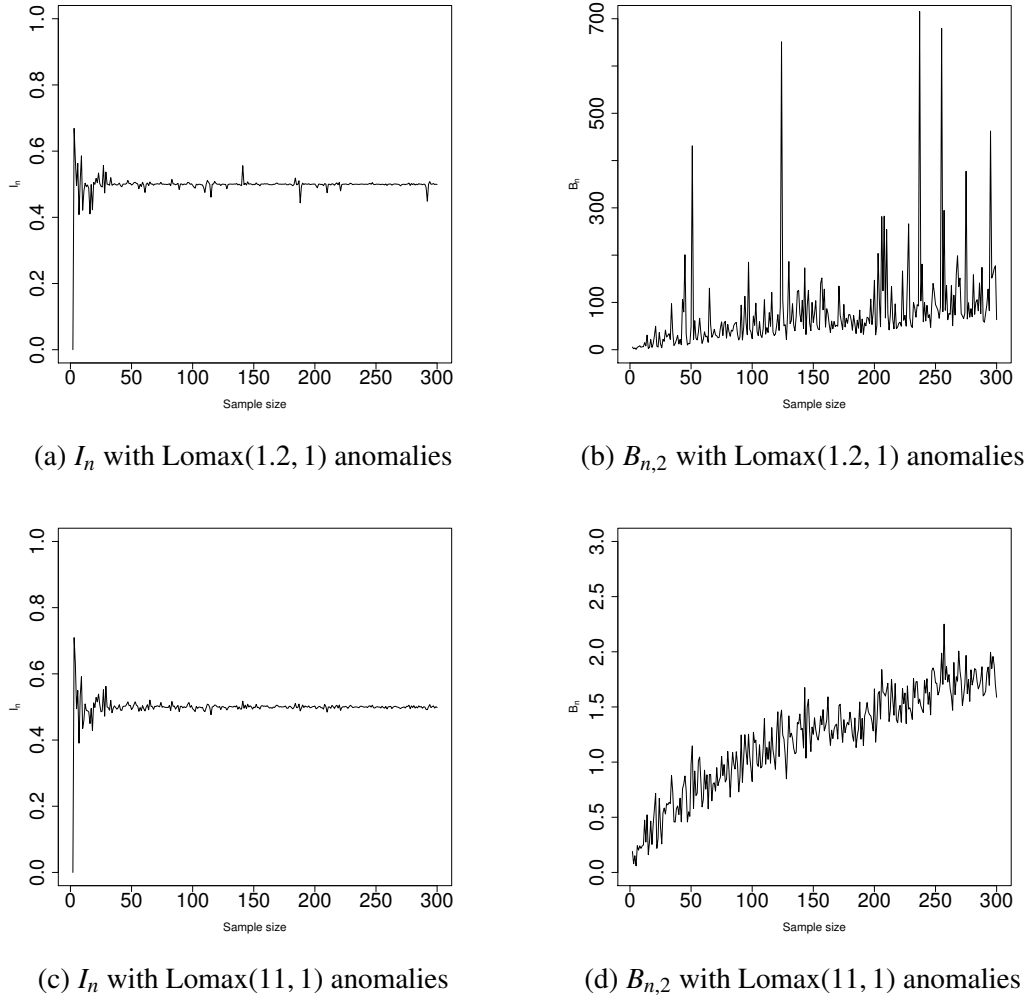 1.0
0.8
0.6
0.4
0.2
0.0
I_n
0 50 100 150 200 250 300
Sample size
(a) I_n with Lomax(1.2, 1) anomalies
700
500
300
100
0
B_n
0 50 100 150 200 250 300
Sample size
(b) B_{n,2} with Lomax(1.2, 1) anomalies
1.0
0.8
0.6
0.4
0.2
0.0
I_n
0 50 100 150 200 250 300
Sample size
(c) I_n with Lomax(11, 1) anomalies
3.0
2.5
2.0
1.5
1.0
0.5
0.0
B_n
0 50 100 150 200 250 300
Sample size
(d) B_{n,2} with Lomax(11, 1) anomalies